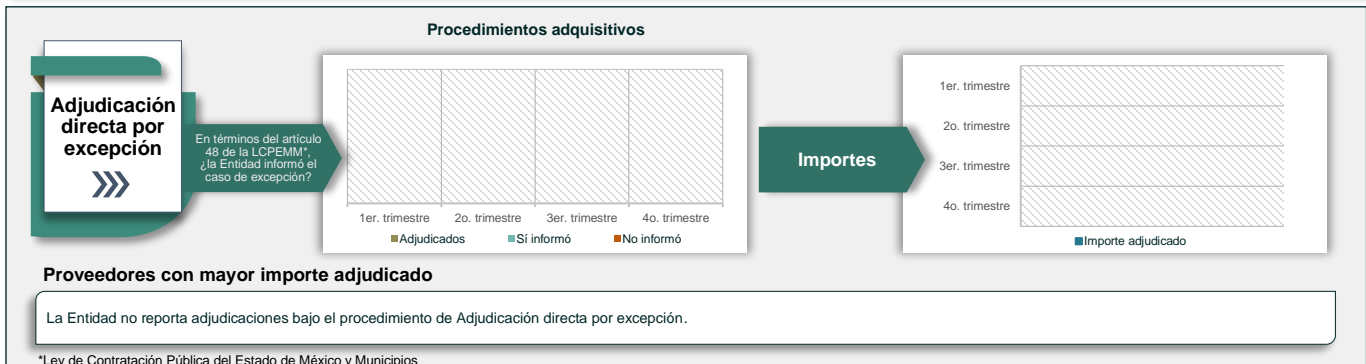 Procedimientos adquisitivos
Adjudicación
directa por
excepción
En términos del artículo
48 de la LCPEMM*,
¿la Entidad informó el
caso de excepción?
1er. trimestre 2o. trimestre 3er. trimestre 4o. trimestre
Adjudicados Sí informó No informó
Importes
1er. trimestre
2o. trimestre
3er. trimestre
4o. trimestre
Importe adjudicado
Proveedores con mayor importe adjudicado
La Entidad no reporta adjudicaciones bajo el procedimiento de Adjudicación directa por excepción.
*Ley de Contratación Pública del Estado de México y Municipios